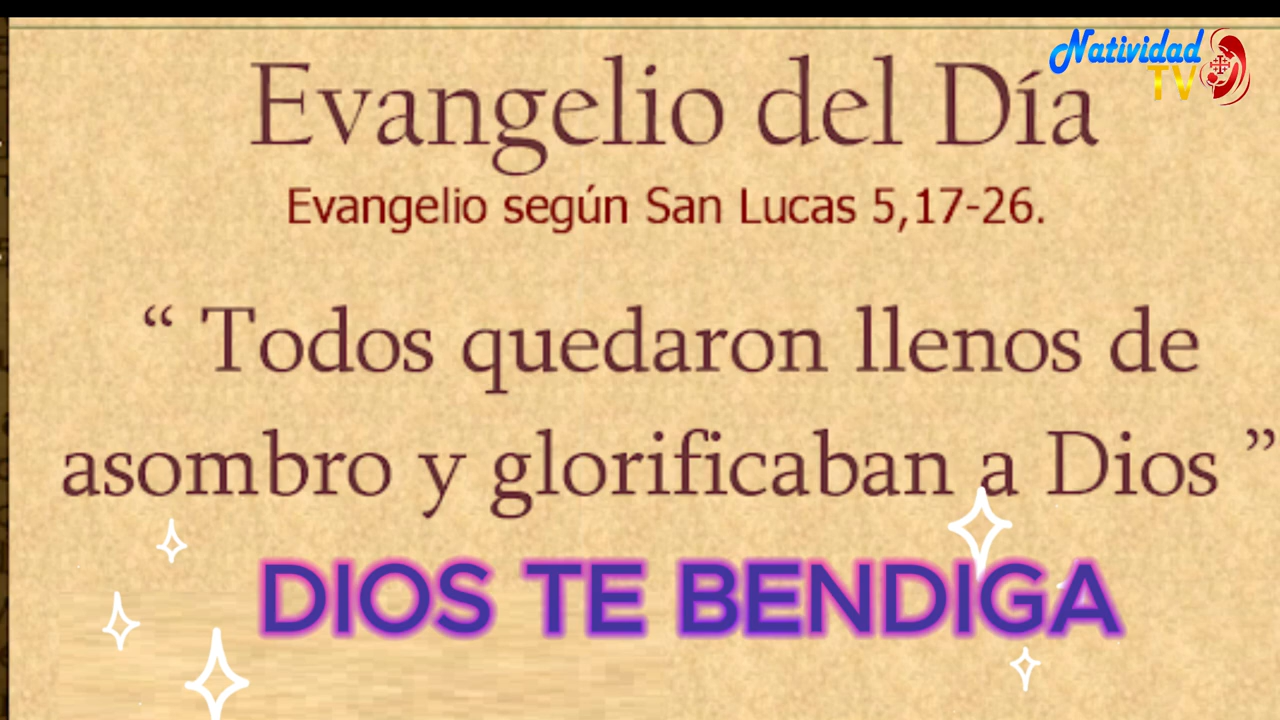 Natividad
TV
Evangelio del Día
Evangelio según San Lucas 5,17-26.
“ Todos quedaron llenos de
asombro y glorificaban a Dios ”
DIOS TE BENDIGA